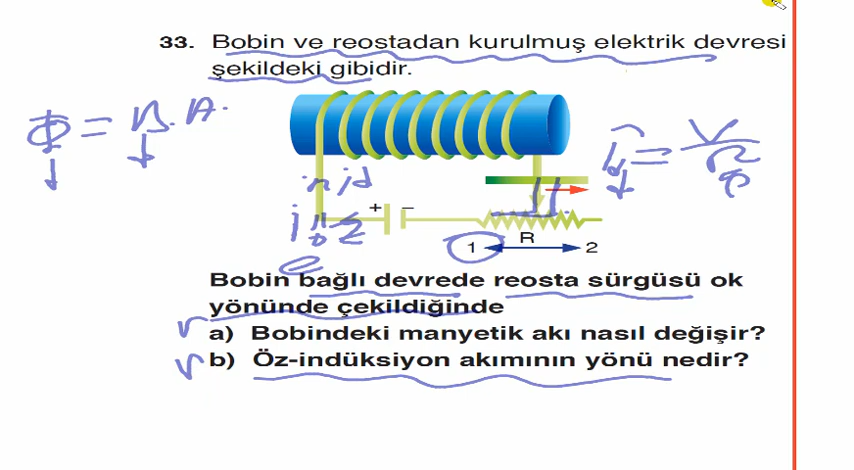 33. Bobin ve reostadan kurulmuş elektrik devresi
şekildeki gibidir.
Φ = B . A .
i = V / R
+ −
1 R 2
Bobin bağlı devrede reosta sürgüsü ok
yönünde çekildiğinde
a) Bobindeki manyetik akı nasıl değişir?
b) Öz-indüksiyon akımının yönü nedir?